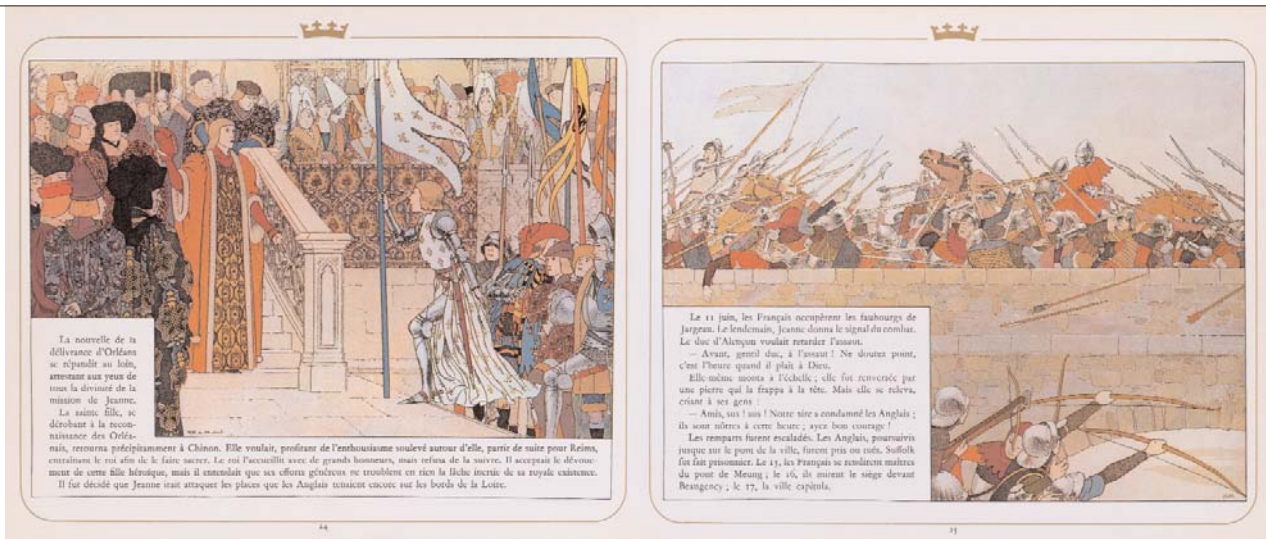 La nouvelle de la
délivrance d'Orléans
se répandit au loin,
attestant aux yeux de
tous la divinité de la
mission de Jeanne.
La sainte fille, se
dérobant à la recon-
naissance des Orléa-
nais, retourna précipitamment à Chinon. Elle voulait, profitant de l'enthousiasme soulevé autour d'elle, partir de suite pour Reims,
entraînant le roi afin de le faire sacrer. Le roi l'accueillit avec de grands honneurs, mais refusa de la suivre. Il acceptait le dévoue-
ment de cette fille héroïque, mais il entendait que ses efforts généreux ne troublent en rien la lâche inertie de sa royale existence.
Il fut décidé que Jeanne irait attaquer les places que les Anglais tenaient encore sur les bords de la Loire.
24
Le 11 juin, les Français occupèrent les faubourgs de
Jargeau. Le lendemain, Jeanne donna le signal du combat.
Le duc d'Alençon voulait retarder l'assaut.
— Avant, gentil duc, à l'assaut ! Ne doutez point,
c'est l'heure quand il plaît à Dieu.
Elle-même monta à l'échelle ; elle fut renversée par
une pierre qui la frappa à la tête. Mais elle se releva,
criant à ses gens :
— Amis, sus ! sus ! Notre sire a condamné les Anglais ;
ils sont nôtres à cette heure ; ayez bon courage !
Les remparts furent escaladés. Les Anglais, poursuivis
jusque sur le pont de la ville, furent pris ou tués. Suffolk
fut fait prisonnier. Le 15, les Français se rendirent maîtres
du pont de Meung ; le 16, ils mirent le siège devant
Beaugency ; le 17, la ville capitula.
25